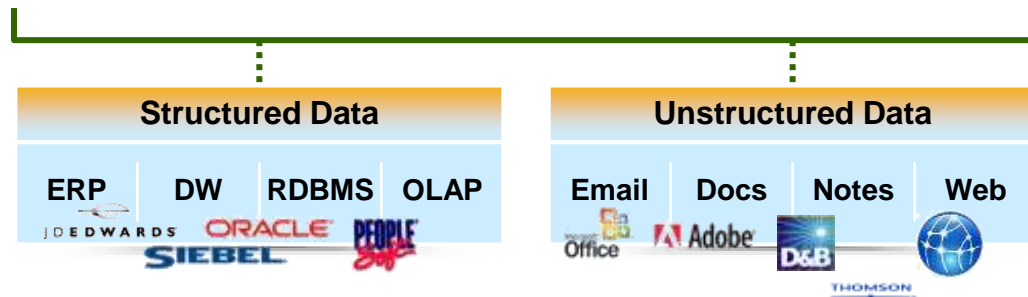 Structured Data
Unstructured Data
ERP DW RDBMS OLAP
Email Docs Notes Web
JDEDWARDS ORACLE PEOPLE Soft
SIEBEL
Office Adobe D&B
THOMSON